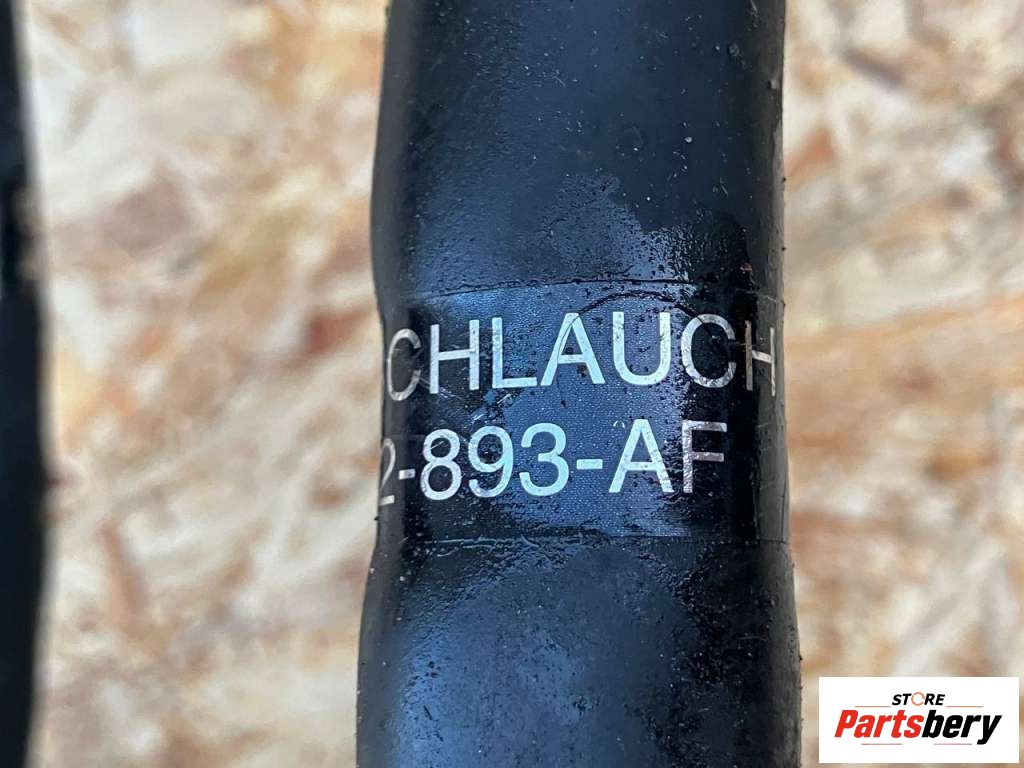 CHLAUCH
2-893-AF
STORE
Partsbery